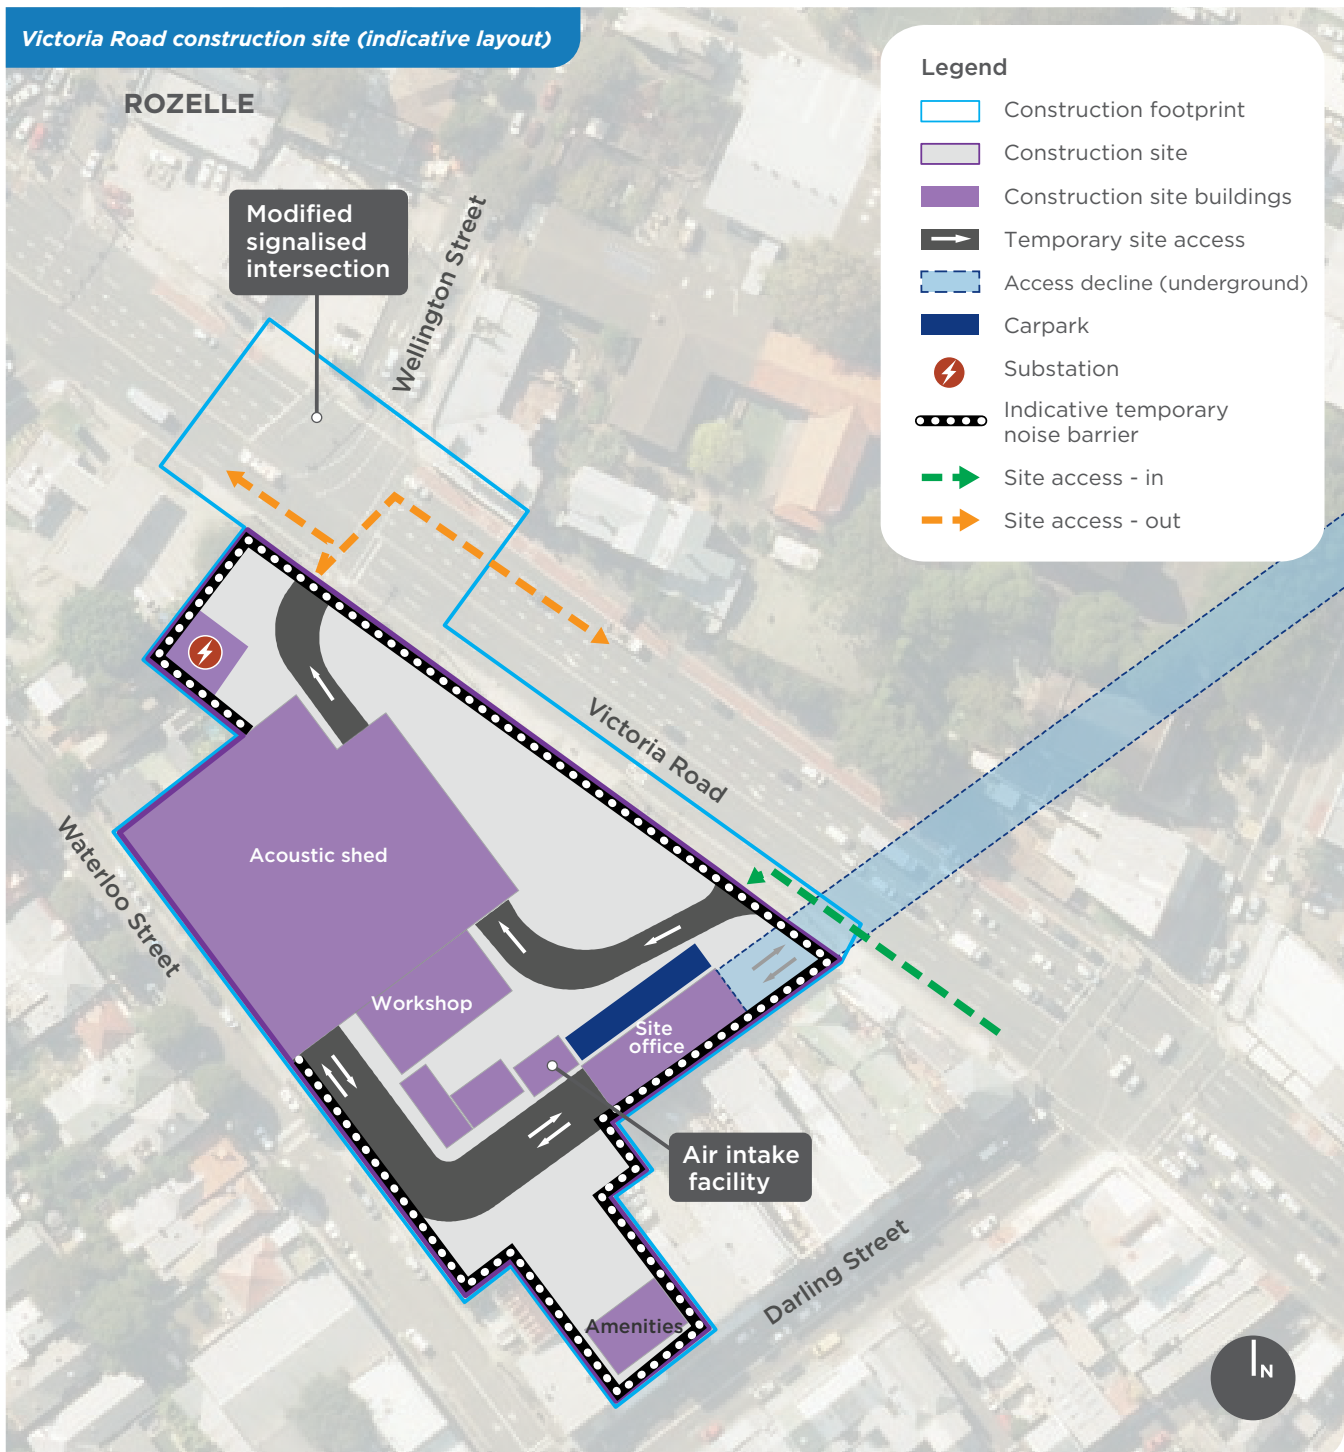 Victoria Road construction site (indicative layout)
ROZELLE
Legend
Construction footprint
Construction site
Construction site buildings
Temporary site access
Access decline (underground)
Carpark
Substation
Indicative temporary
noise barrier
Site access - in
Site access - out
Modified
signalised
intersection
Wellington Street
Victoria Road
Waterloo Street
Acoustic shed
Workshop
Site
office
Air intake
facility
Darling Street
Amenities
N